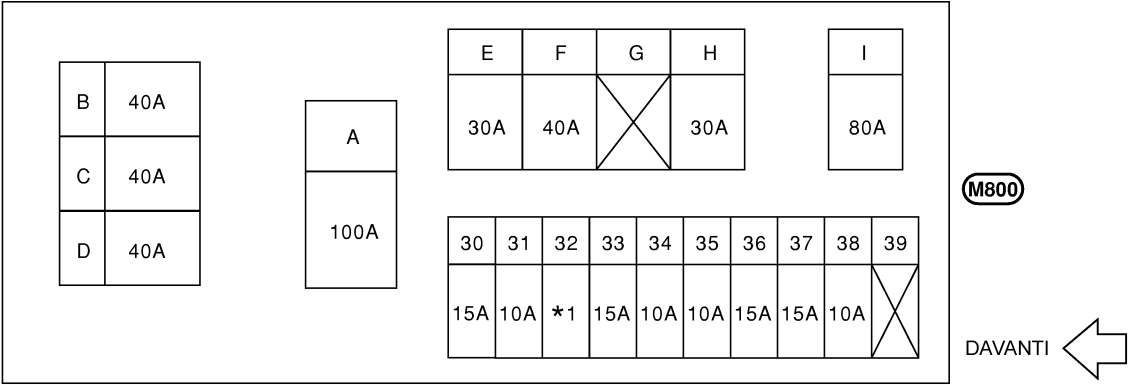 E F G H I
B 40A
A
30A 40A 30A 80A
C 40A
M800
100A
D 40A
30 31 32 33 34 35 36 37 38 39
15A 10A *1 15A 10A 10A 15A 15A 10A
DAVANTI